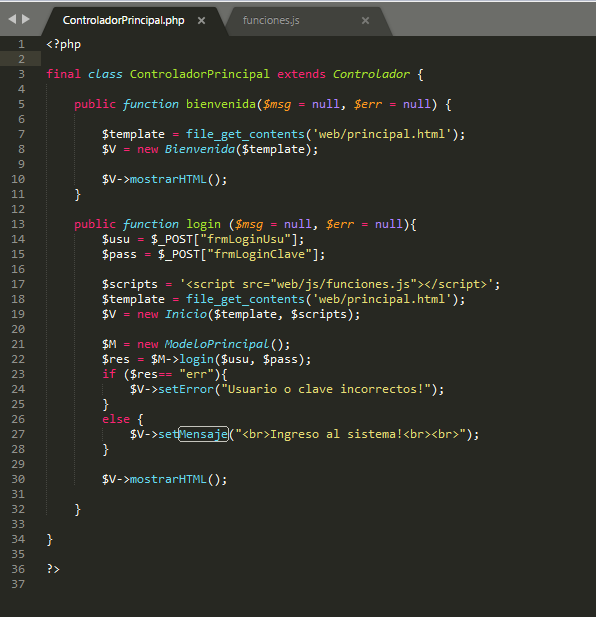 ControladorPrincipal.php × funciones.js ×
1 <?php
2
3 final class ControladorPrincipal extends Controlador {
4
5     public function bienvenida($msg = null, $err = null) {
6
7         $template = file_get_contents('web/principal.html');
8         $V = new Bienvenida($template);
9
10         $V->mostrarHTML();
11     }
12
13     public function login ($msg = null, $err = null){
14         $usu = $_POST["frmLoginUsu"];
15         $pass = $_POST["frmLoginClave"];
16
17         $scripts = '<script src="web/js/funciones.js"></script>';
18         $template = file_get_contents('web/principal.html');
19         $V = new Inicio($template, $scripts);
20
21         $M = new ModeloPrincipal();
22         $res = $M->login($usu, $pass);
23         if ($res== "err"){
24             $V->setError("Usuario o clave incorrectos!");
25         }
26         else {
27             $V->setMensaje("<br>Ingreso al sistema!<br><br>");
28         }
29
30         $V->mostrarHTML();
31
32     }
33
34 }
35
36 ?>
37